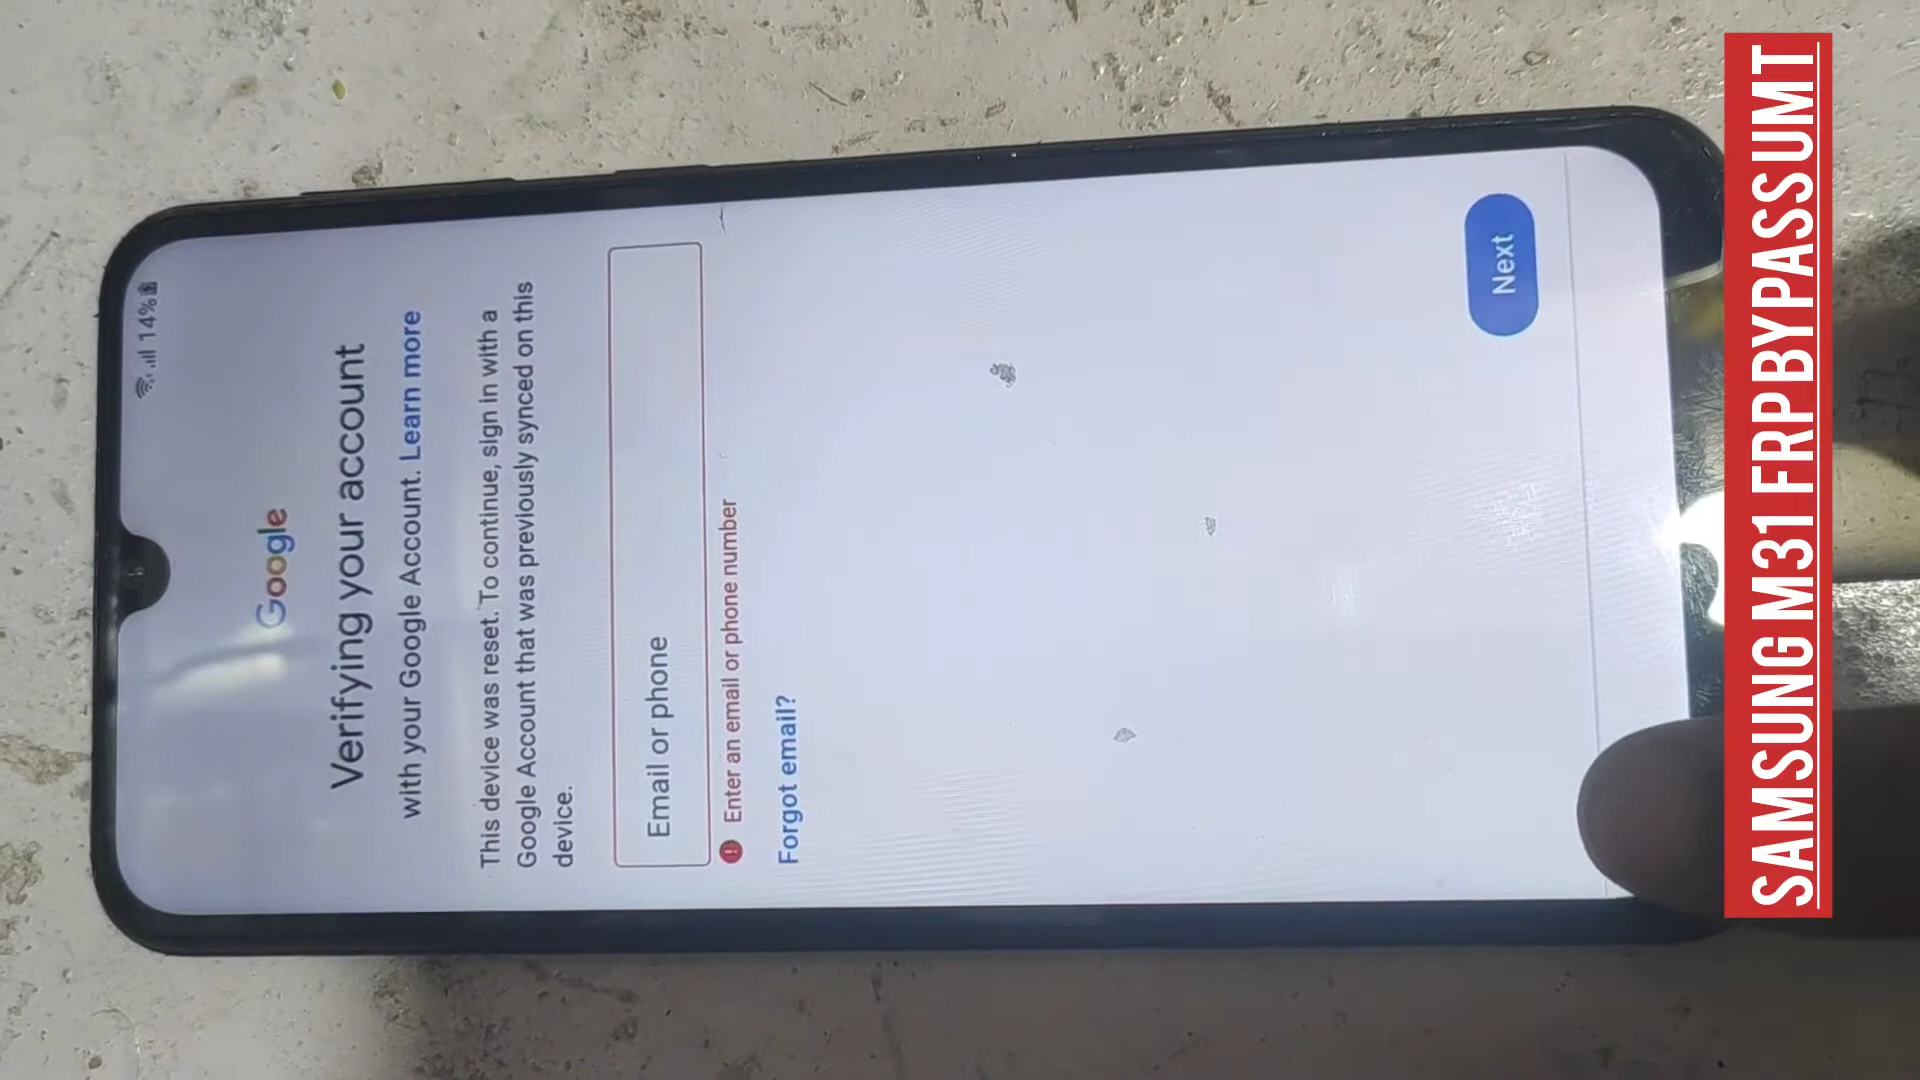 14%
Google
Verifying your account
with your Google Account. Learn more
This device was reset. To continue, sign in with a
Google Account that was previously synced on this
device.
Email or phone
Enter an email or phone number
Forgot email?
Next
SAMSUNG M31 FRP BYPASS UMT